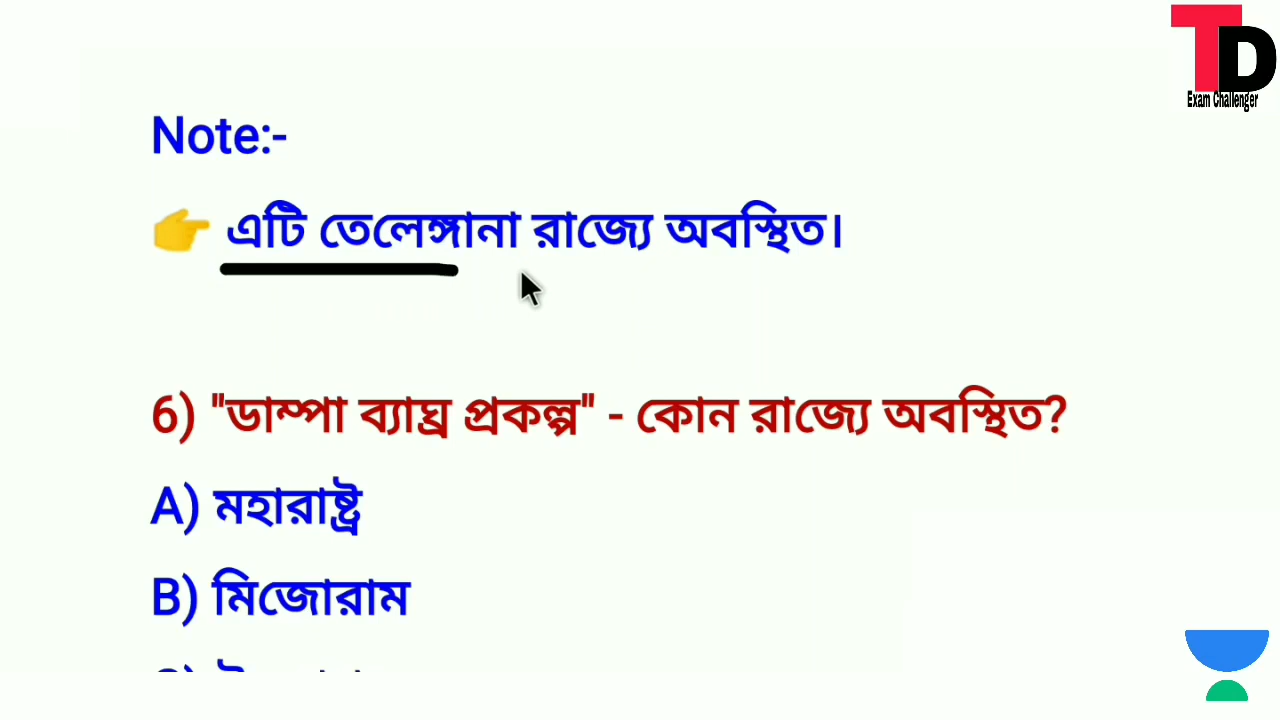 TD
Exam Challenger
Note:-
👉 এটি তেলেঙ্গানা রাজ্যে অবস্থিত।
6) "ডাম্পা ব্যাঘ্র প্রকল্প" - কোন রাজ্যে অবস্থিত?
A) মহারাষ্ট্র
B) মিজোরাম